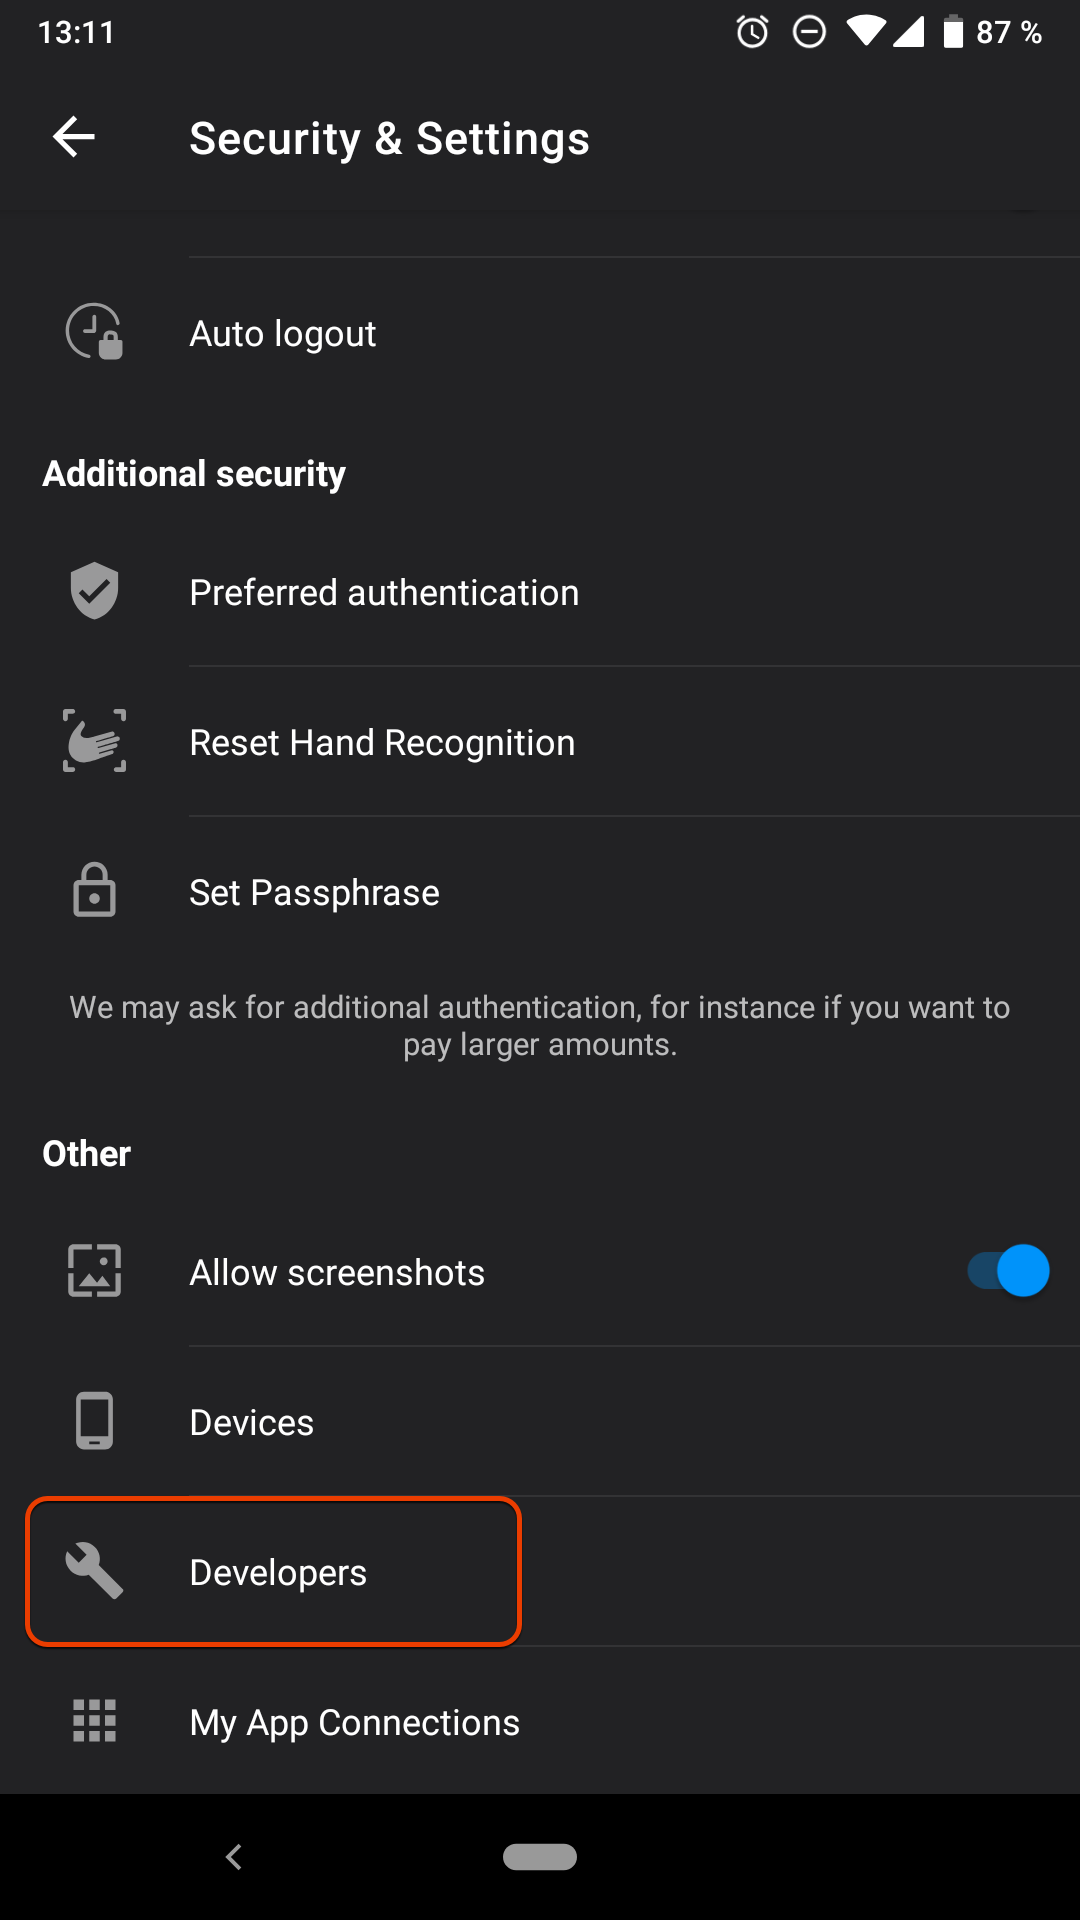 13:11
87 %
Security & Settings
Auto logout
Additional security
Preferred authentication
Reset Hand Recognition
Set Passphrase
We may ask for additional authentication, for instance if you want to
pay larger amounts.
Other
Allow screenshots
Devices
Developers
My App Connections